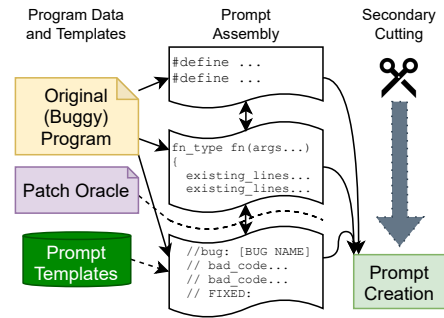 Program Data
and Templates
Prompt
Assembly
Secondary
Cutting
Original
(Buggy)
Program
Patch Oracle
Prompt
Templates
#define ...
#define ...
fn_type fn(args...)
{
existing_lines...
existing_lines...
//bug: [BUG NAME]
// bad_code...
// bad_code...
// FIXED:
Prompt
Creation